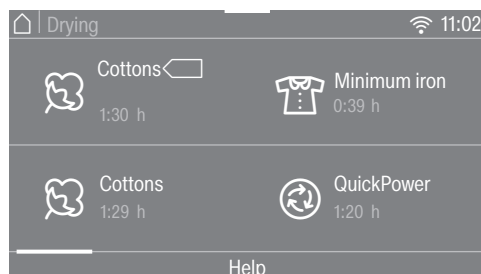 Drying 11:02
Cottons
1:30 h
Minimum iron
0:39 h
Cottons
1:29 h
QuickPower
1:20 h
Help